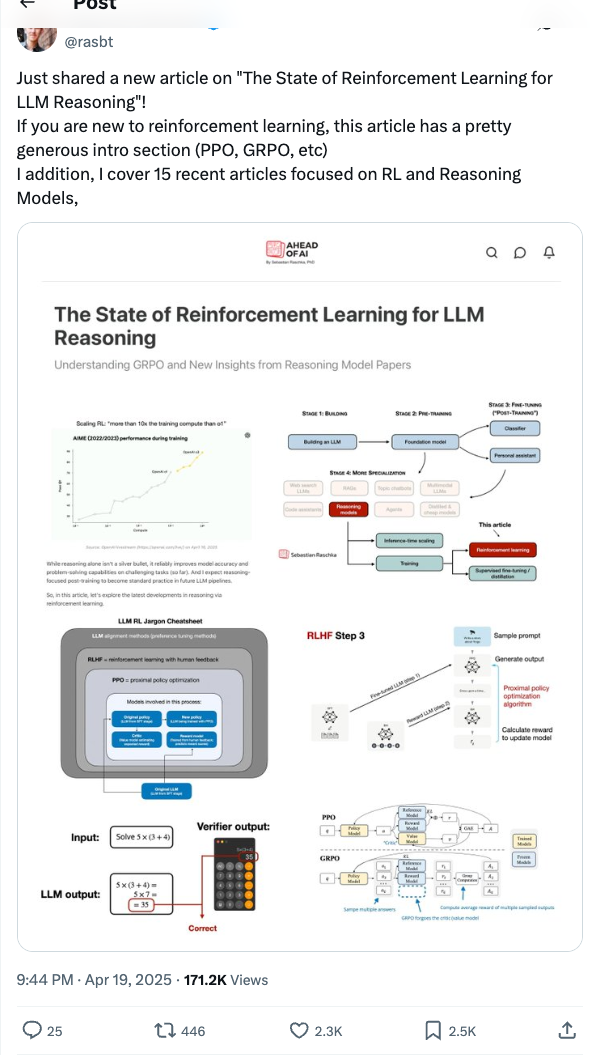 Post
@rasbt
Just shared a new article on "The State of Reinforcement Learning for
LLM Reasoning"!
If you are new to reinforcement learning, this article has a pretty
generous intro section (PPO, GRPO, etc)
I addition, I cover 15 recent articles focused on RL and Reasoning
Models,
AHEAD
OF AI
By Sebastian Raschka, PhD
The State of Reinforcement Learning for LLM
Reasoning
Understanding GRPO and New Insights from Reasoning Model Papers
Scaling RL: "more than 10x the training compute than o1"
AIME (2022/2023) performance during training
Compute
While reasoning alone isn't a silver bullet, it reliably improves model accuracy and
problem-solving capabilities on challenging tasks (so far). And I expect reasoning-
focused post-training to become standard practice in future LLM pipelines.
So, in this article, let's explore the latest developments in reasoning via
reinforcement learning.
STAGE 1: BUILDING
STAGE 2: PRE-TRAINING
STAGE 3: FINE-TUNING
("POST-TRAINING")
Building an LLM
Foundation model
Classifier
Personal assistant
STAGE 4: MORE SPECIALIZATION
Web search
LLMs
RAGs
Topic chatbots
Multimodal
LLMs
Code assistants
Reasoning
models
Agents
Distilled &
cheap models
This article
Inference-time scaling
Reinforcement learning
Sebastian Raschka
Training
Supervised fine-tuning /
distillation
LLM RL Jargon Cheatsheet
LLM alignment methods (preference tuning methods)
RLHF = reinforcement learning with human feedback
PPO = proximal policy optimization
Models involved in this process:
Original policy
New policy
Critic
Reward model
Original LLM
RLHF Step 3
Sample prompt
Generate output
Fine-tuned LLM (step 1)
Reward LLM (step 2)
Proximal policy
optimization
algorithm
Calculate reward
to update model
Input:
Solve 5 x (3 + 4)
Verifier output:
35
LLM output:
5 x (3 + 4) =
5 x 7 =
= 35
Correct
PPO
q
Policy
Model
o
Reference
Model
Reward
Model
Value
Model
"Critic"
KL
r
v
GAE
A
Trained
Models
Frozen
Models
GRPO
q
Policy
Model
KL
Reference
Model
Reward
Model
Group
Computation
Sample multiple answers
Compute average reward of multiple sampled outputs
GRPO forgoes the critic (value model)
9:44 PM · Apr 19, 2025 · 171.2K Views
25
446
2.3K
2.5K